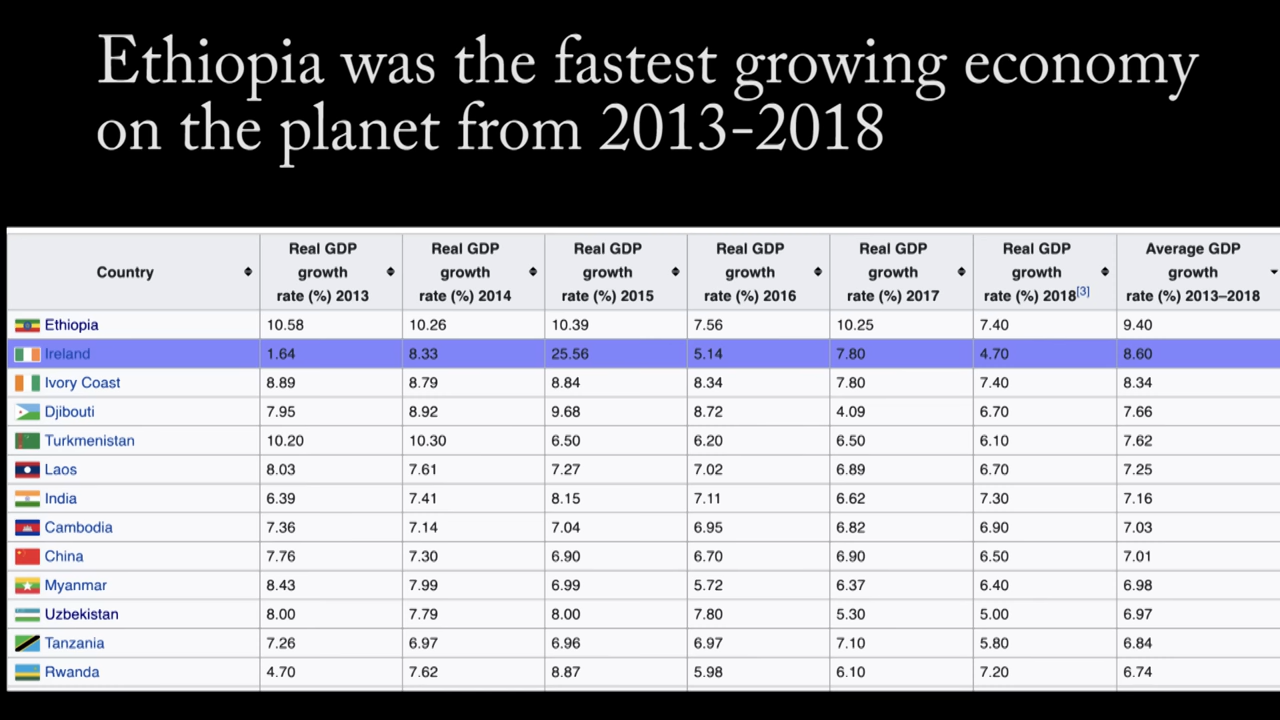 Ethiopia was the fastest growing economy
on the planet from 2013-2018
Country Real GDP growth rate (%) 2013 Real GDP growth rate (%) 2014 Real GDP growth rate (%) 2015 Real GDP growth rate (%) 2016 Real GDP growth rate (%) 2017 Real GDP growth rate (%) 2018[3] Average GDP growth rate (%) 2013–2018
Ethiopia 10.58 10.26 10.39 7.56 10.25 7.40 9.40
Ireland 1.64 8.33 25.56 5.14 7.80 4.70 8.60
Ivory Coast 8.89 8.79 8.84 8.34 7.80 7.40 8.34
Djibouti 7.95 8.92 9.68 8.72 4.09 6.70 7.66
Turkmenistan 10.20 10.30 6.50 6.20 6.50 6.10 7.62
Laos 8.03 7.61 7.27 7.02 6.89 6.70 7.25
India 6.39 7.41 8.15 7.11 6.62 7.30 7.16
Cambodia 7.36 7.14 7.04 6.95 6.82 6.90 7.03
China 7.76 7.30 6.90 6.70 6.90 6.50 7.01
Myanmar 8.43 7.99 6.99 5.72 6.37 6.40 6.98
Uzbekistan 8.00 7.79 8.00 7.80 5.30 5.00 6.97
Tanzania 7.26 6.97 6.96 6.97 7.10 5.80 6.84
Rwanda 4.70 7.62 8.87 5.98 6.10 7.20 6.74